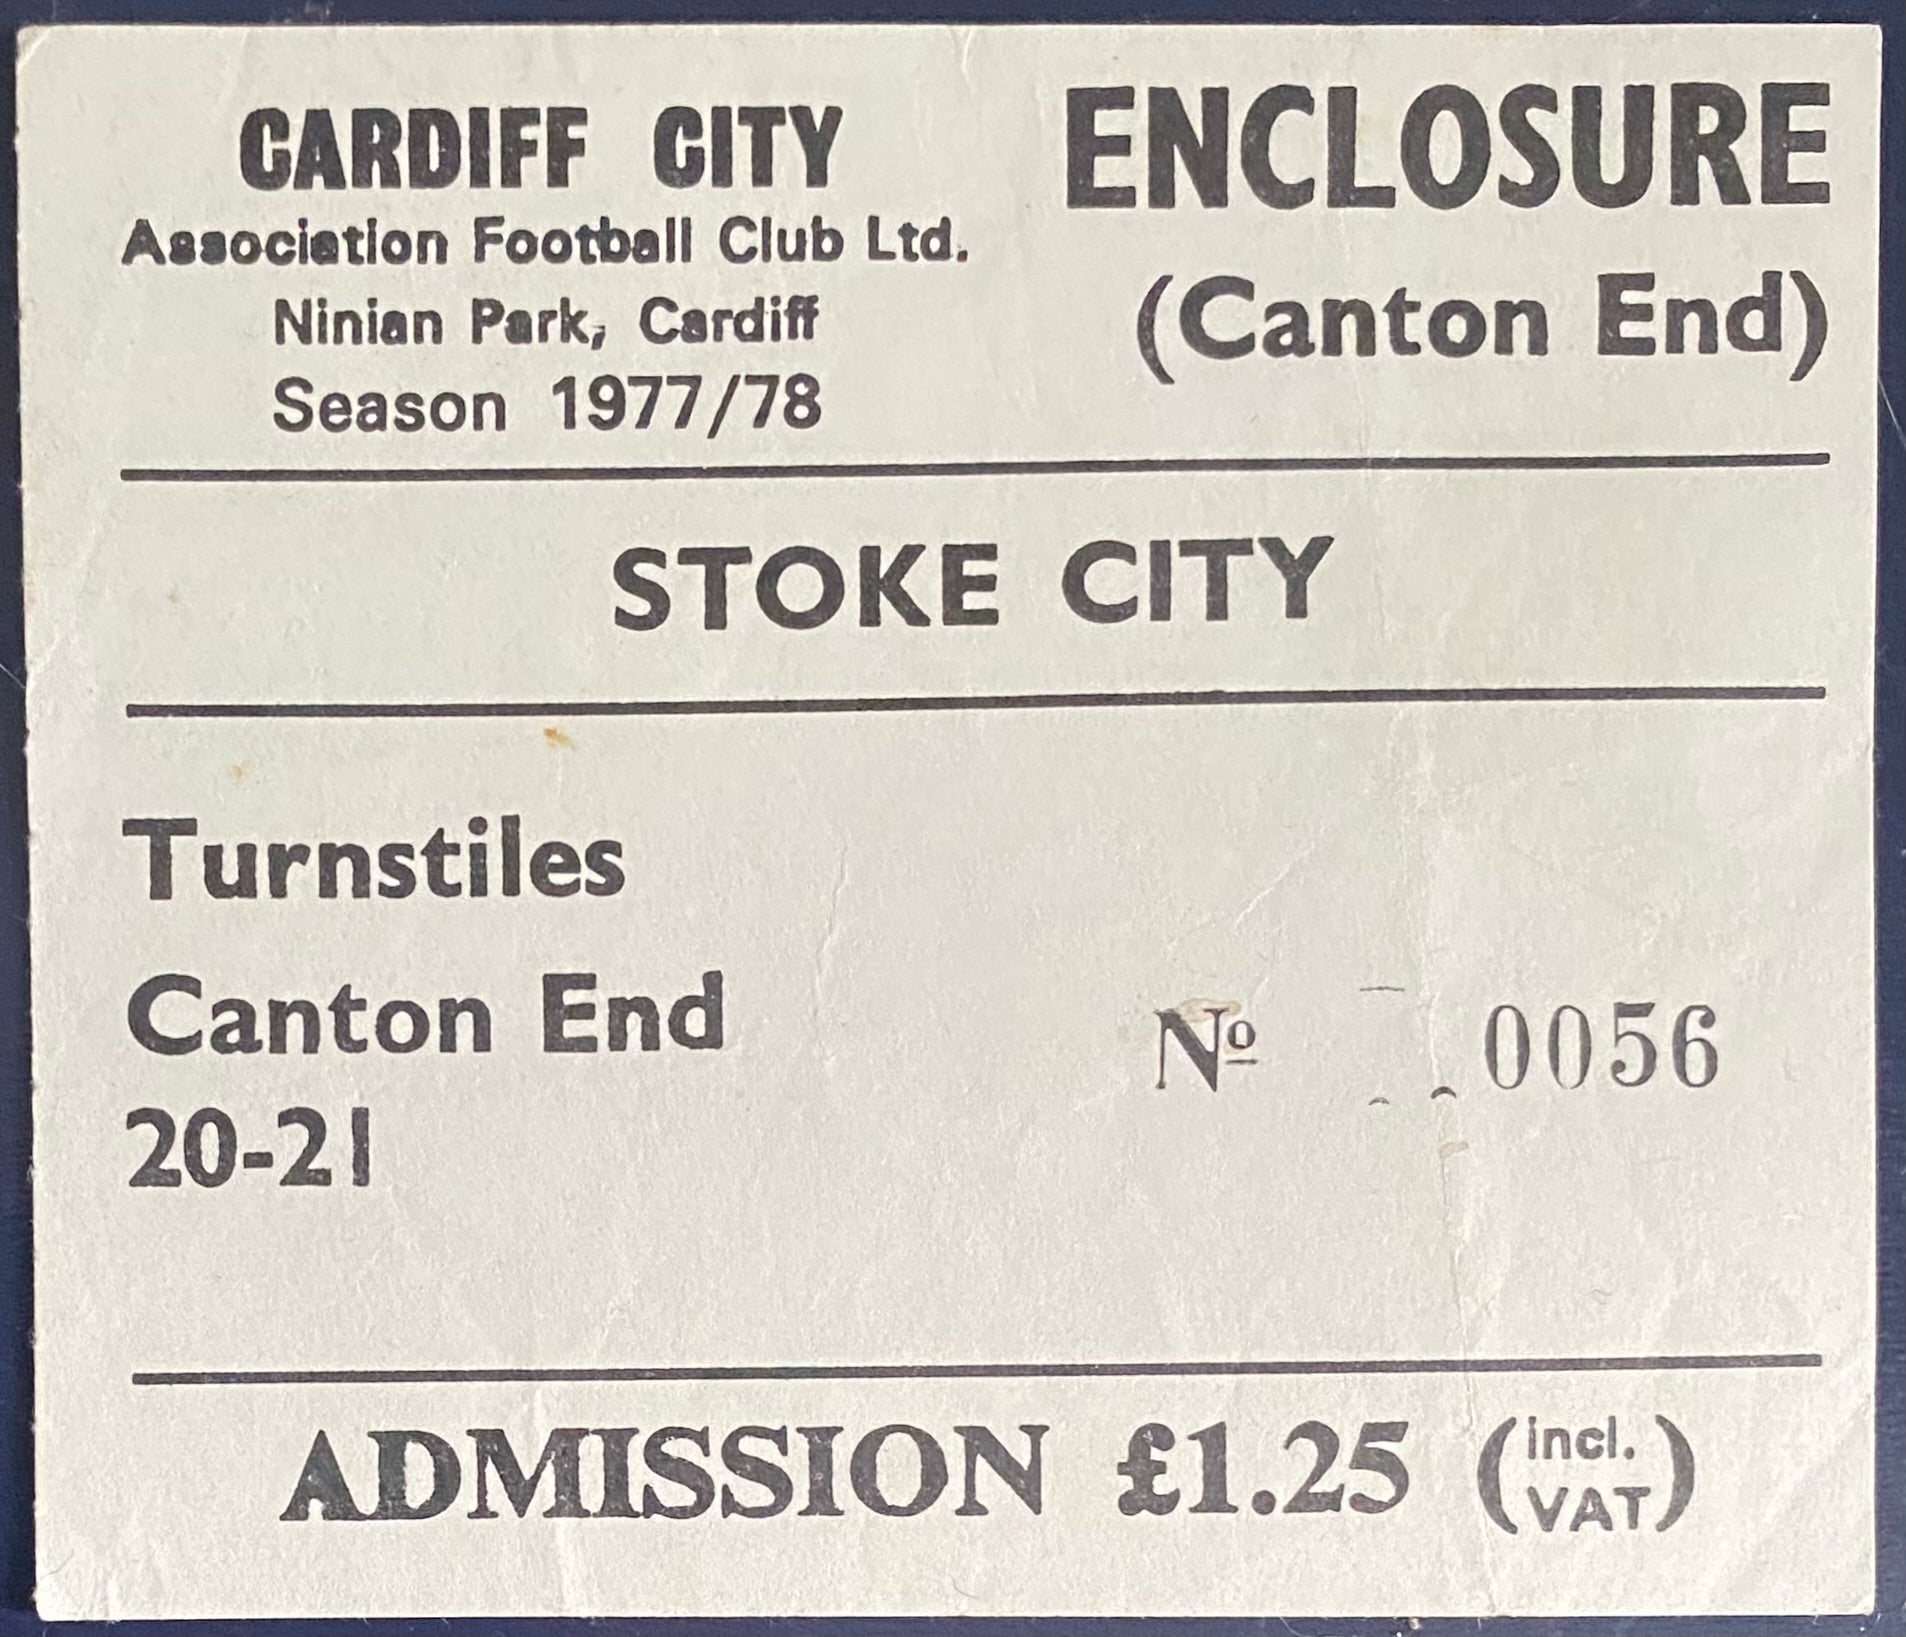 CARDIFF CITY
Association Football Club Ltd.
Ninian Park, Cardiff
Season 1977/78
ENCLOSURE
(Canton End)
STOKE CITY
Turnstiles
Canton End
20-21
Nº 0056
ADMISSION £1.25 (incl. VAT)